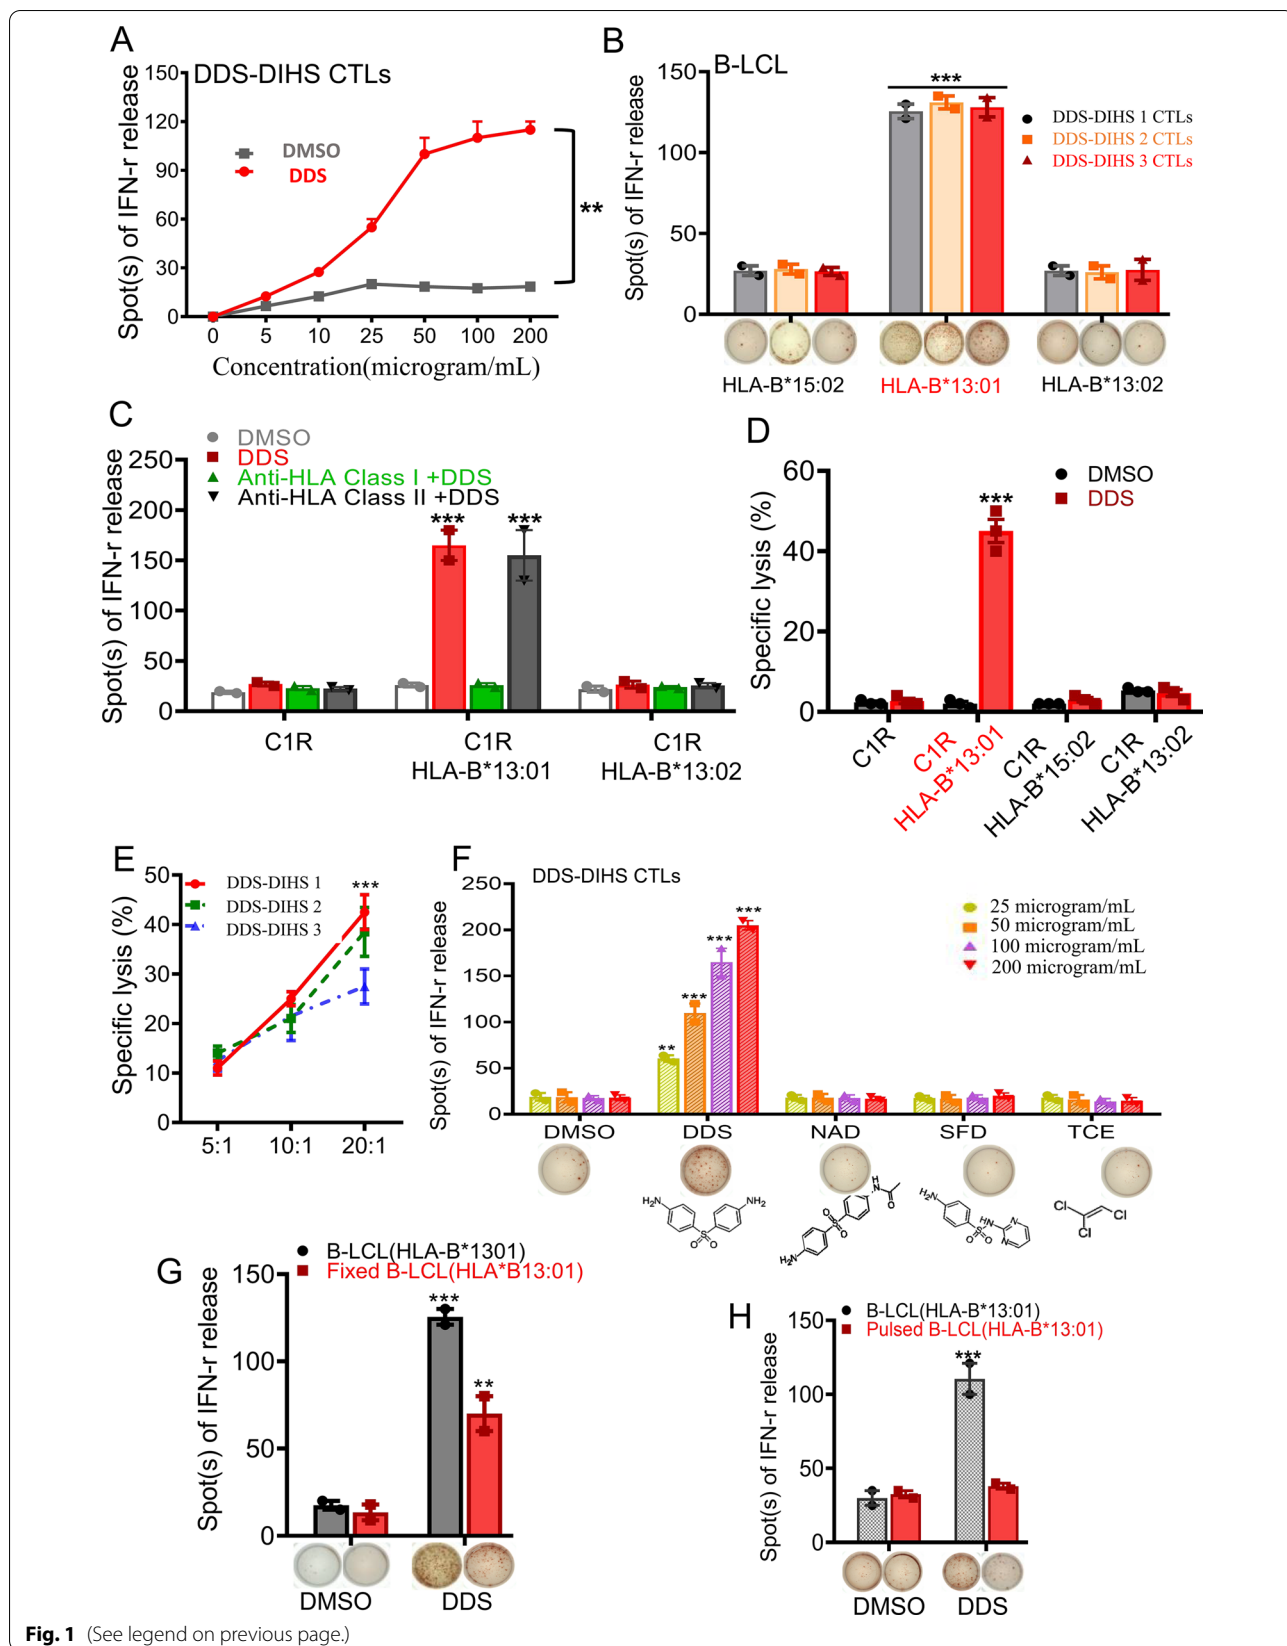 A
DDS-DIHS CTLs
Spot(s) of IFN-r release
150
120
90
60
30
0
DMSO
DDS
**
0 5 10 25 50 100 200
Concentration(microgram/mL)
B
B-LCL
Spot(s) of IFN-r release
150
100
50
0
***
DDS-DIHS 1 CTLs
DDS-DIHS 2 CTLs
DDS-DIHS 3 CTLs
HLA-B*15:02 HLA-B*13:01 HLA-B*13:02
C
DMSO
DDS
Anti-HLA Class I +DDS
Anti-HLA Class II +DDS
Spot(s) of IFN-r release
250
200
150
100
50
0
*** ***
C1R C1R C1R
HLA-B*13:01 HLA-B*13:02
D
Specific lysis (%)
60
40
20
0
DMSO
DDS
***
C1R
C1R
HLA-B*13:01
C1R
HLA-B*15:02
C1R
HLA-B*13:02
E
Specific lysis (%)
50
40
30
20
10
0
DDS-DIHS 1
DDS-DIHS 2
DDS-DIHS 3
***
5:1 10:1 20:1
F
DDS-DIHS CTLs
Spot(s) of IFN-r release
250
200
150
100
50
0
** *** *** ***
25 microgram/mL
50 microgram/mL
100 microgram/mL
200 microgram/mL
DMSO DDS NAD SFD TCE
H₂N NH₂ S O O
H N O S O O H₂N
H₂N S O O HN N N
Cl Cl Cl
G
B-LCL(HLA-B*1301)
Fixed B-LCL(HLA*B13:01)
Spot(s) of IFN-r release
150
100
50
0
***
**
DMSO DDS
H
B-LCL(HLA-B*13:01)
Pulsed B-LCL(HLA-B*13:01)
Spot(s) of IFN-r release
150
100
50
0
***
DMSO DDS
Fig. 1 (See legend on previous page.)